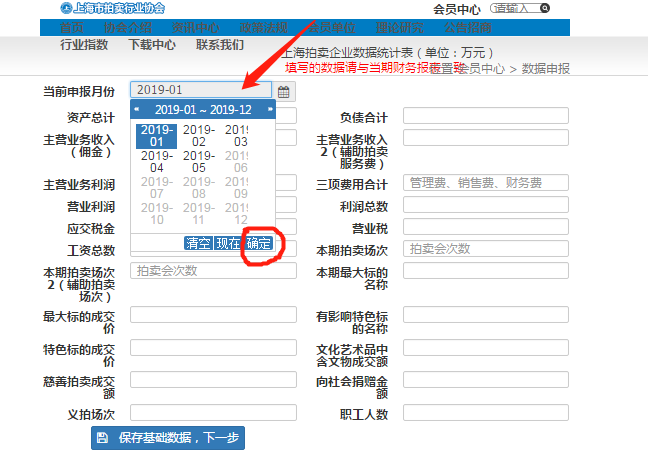 上海市拍卖行业协会
会员中心 请输入
首页 协会介绍 资讯中心 政策法规 会员单位 理论研究 公告招商
行业指数 下载中心 联系我们
上海拍卖企业数据统计表（单位：万元）
填写的数据请与当期财务报表一致
会员中心 > 数据申报
当前申报月份 2019-01
« 2019-01 ~ 2019-12 »
2019-01 2019-02 2019-03
2019-04 2019-05 2019-06
2019-07 2019-08 2019-09
2019-10 2019-11 2019-12
清空 现在 确定
资产总计 负债合计
主营业务收入（佣金） 主营业务收入2（辅助拍卖服务费）
主营业务利润 三项费用合计 管理费、销售费、财务费
营业利润 利润总数
应交税金 营业税
工资总数 本期拍卖场次 拍卖会次数
本期拍卖场次2（辅助拍卖场次） 拍卖会次数 本期最大标的名称
最大标的成交价 有影响特色标的名称
特色标的成交价 文化艺术品中含文物成交额
慈善拍卖成交额 向社会捐赠金额
义拍场次 职工人数
保存基础数据，下一步